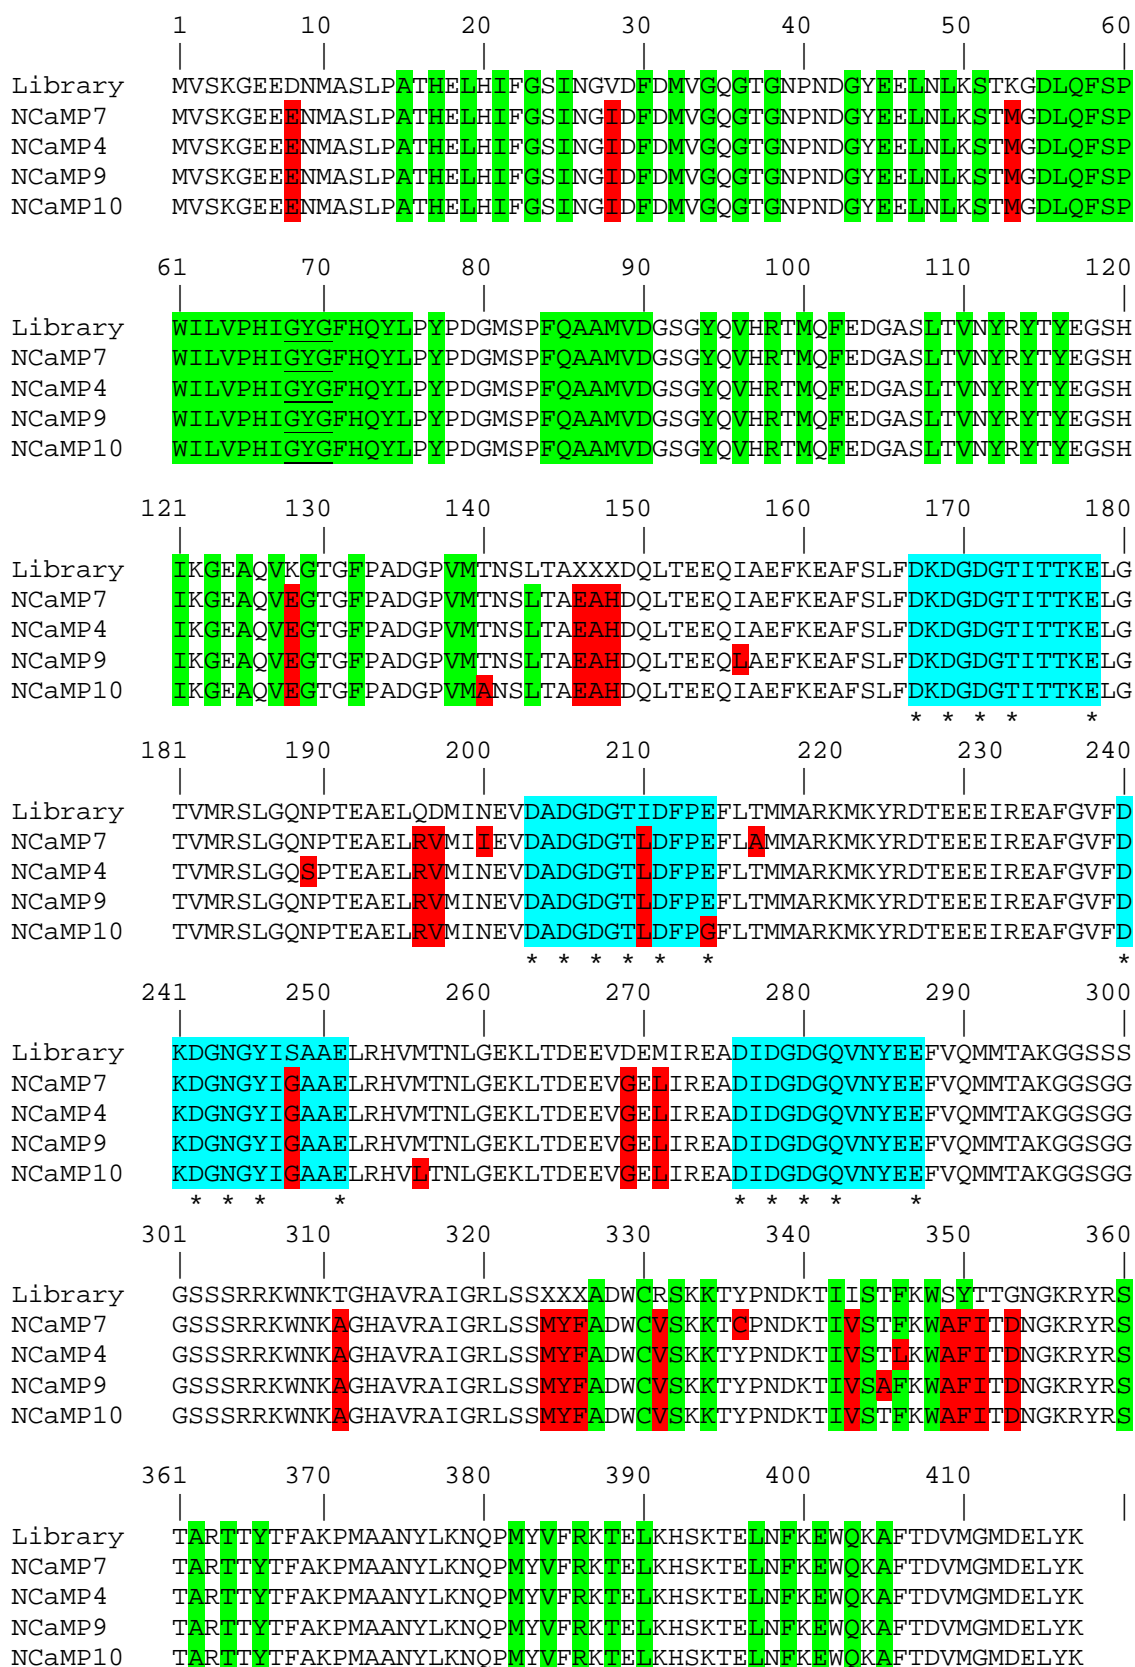 1 10 20 30 40 50 60
| | | | | | |
Library MVSKGEEDNMASLPATHELHIFGSINGVDFDMVGQGTGNPNDGYEELNLKSTKGDLQFSP
NCaMP7 MVSKGEEENMASLPATHELHIFGSINGIDFDMVGQGTGNPNDGYEELNLKSTMGDLQFSP
NCaMP4 MVSKGEEENMASLPATHELHIFGSINGIDFDMVGQGTGNPNDGYEELNLKSTMGDLQFSP
NCaMP9 MVSKGEEENMASLPATHELHIFGSINGIDFDMVGQGTGNPNDGYEELNLKSTMGDLQFSP
NCaMP10 MVSKGEEENMASLPATHELHIFGSINGIDFDMVGQGTGNPNDGYEELNLKSTMGDLQFSP
61 70 80 90 100 110 120
| | | | | | |
Library WILVPHIGYGFHQYLPYPDGMSPFQAAMVDGSGYQVHRTMQFEDGASLTVNYRYTYEGSH
NCaMP7 WILVPHIGYGFHQYLPYPDGMSPFQAAMVDGSGYQVHRTMQFEDGASLTVNYRYTYEGSH
NCaMP4 WILVPHIGYGFHQYLPYPDGMSPFQAAMVDGSGYQVHRTMQFEDGASLTVNYRYTYEGSH
NCaMP9 WILVPHIGYGFHQYLPYPDGMSPFQAAMVDGSGYQVHRTMQFEDGASLTVNYRYTYEGSH
NCaMP10 WILVPHIGYGFHQYLPYPDGMSPFQAAMVDGSGYQVHRTMQFEDGASLTVNYRYTYEGSH
121 130 140 150 160 170 180
| | | | | | |
Library IKGEAQVKGTGFPADGPVMTNSLTAXXXDQLTEEQIAEFKEAFSLFDKDGDGTITTKELG
NCaMP7 IKGEAQVEGTGFPADGPVMTNSLTAEAHDQLTEEQIAEFKEAFSLFDKDGDGTITTKELG
NCaMP4 IKGEAQVEGTGFPADGPVMTNSLTAEAHDQLTEEQIAEFKEAFSLFDKDGDGTITTKELG
NCaMP9 IKGEAQVEGTGFPADGPVMTNSLTAEAHDQLTEEQLAEFKEAFSLFDKDGDGTITTKELG
NCaMP10 IKGEAQVEGTGFPADGPVMANSLTAEAHDQLTEEQIAEFKEAFSLFDKDGDGTITTKELG
* * * * *
181 190 200 210 220 230 240
| | | | | | |
Library TVMRSLGQNPTEAELQDMINEVDADGDGTIDFPEFLTMMARKMKYRDTEEEIREAFGVFD
NCaMP7 TVMRSLGQNPTEAELRVMIIEVDADGDGTLDFPEFLAMMARKMKYRDTEEEIREAFGVFD
NCaMP4 TVMRSLGQSPTEAELRVMINEVDADGDGTLDFPEFLTMMARKMKYRDTEEEIREAFGVFD
NCaMP9 TVMRSLGQNPTEAELRVMINEVDADGDGTLDFPEFLTMMARKMKYRDTEEEIREAFGVFD
NCaMP10 TVMRSLGQNPTEAELRVMINEVDADGDGTLDFPGFLTMMARKMKYRDTEEEIREAFGVFD
* * * * * * *
241 250 260 270 280 290 300
| | | | | | |
Library KDGNGYISAAELRHVMTNLGEKLTDEEVDEMIREADIDGDGQVNYEEFVQMMTAKGGSSS
NCaMP7 KDGNGYIGAAELRHVMTNLGEKLTDEEVGELIREADIDGDGQVNYEEFVQMMTAKGGSGG
NCaMP4 KDGNGYIGAAELRHVMTNLGEKLTDEEVGELIREADIDGDGQVNYEEFVQMMTAKGGSGG
NCaMP9 KDGNGYIGAAELRHVMTNLGEKLTDEEVGELIREADIDGDGQVNYEEFVQMMTAKGGSGG
NCaMP10 KDGNGYIGAAELRHVLTNLGEKLTDEEVGELIREADIDGDGQVNYEEFVQMMTAKGGSGG
* * * * * * * * *
301 310 320 330 340 350 360
| | | | | | |
Library GSSSRRKWNKTGHAVRAIGRLSSXXXADWCRSKKTYPNDKTIISTFKWSYTTGNGKRYRS
NCaMP7 GSSSRRKWNKAGHAVRAIGRLSSMYFADWCVSKKTCPNDKTIVSTFKWAFITDNGKRYRS
NCaMP4 GSSSRRKWNKAGHAVRAIGRLSSMYFADWCVSKKTYPNDKTIVSTLKWAFITDNGKRYRS
NCaMP9 GSSSRRKWNKAGHAVRAIGRLSSMYFADWCVSKKTYPNDKTIVSAFKWAFITDNGKRYRS
NCaMP10 GSSSRRKWNKAGHAVRAIGRLSSMYFADWCVSKKTYPNDKTIVSTFKWAFITDNGKRYRS
361 370 380 390 400 410
| | | | | | |
Library TARTTYTFAKPMAANYLKNQPMYVFRKTELKHSKTELNFKEWQKAFTDVMGMDELYK
NCaMP7 TARTTYTFAKPMAANYLKNQPMYVFRKTELKHSKTELNFKEWQKAFTDVMGMDELYK
NCaMP4 TARTTYTFAKPMAANYLKNQPMYVFRKTELKHSKTELNFKEWQKAFTDVMGMDELYK
NCaMP9 TARTTYTFAKPMAANYLKNQPMYVFRKTELKHSKTELNFKEWQKAFTDVMGMDELYK
NCaMP10 TARTTYTFAKPMAANYLKNQPMYVFRKTELKHSKTELNFKEWQKAFTDVMGMDELYK